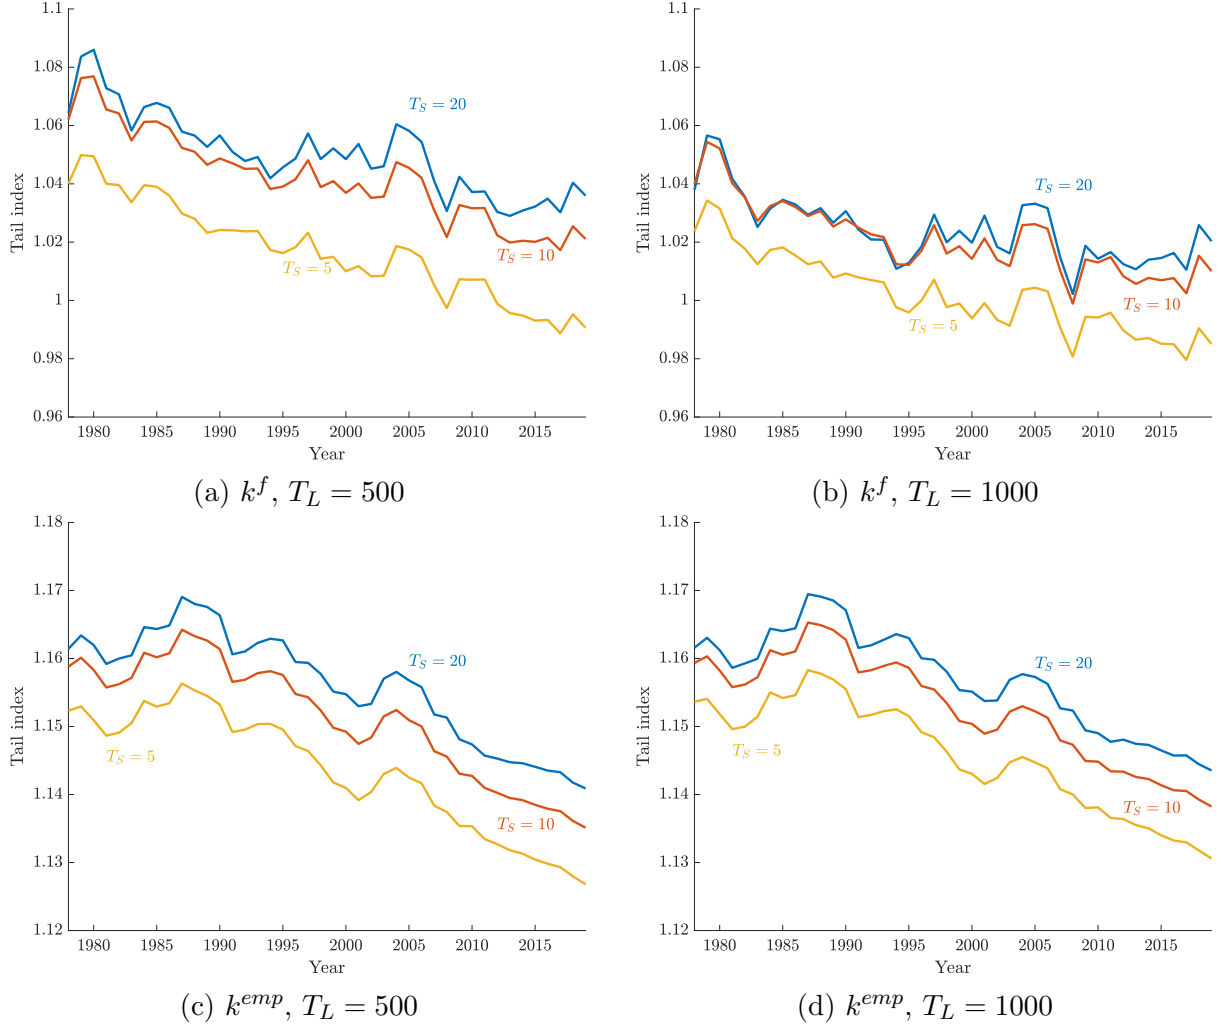 1.1
1.08
1.06
1.04
1.02
1
0.98
0.96
Tail index
T_S = 20
T_S = 10
T_S = 5
1980 1985 1990 1995 2000 2005 2010 2015
Year
(a) k^f, T_L = 500
1.1
1.08
1.06
1.04
1.02
1
0.98
0.96
Tail index
T_S = 20
T_S = 10
T_S = 5
1980 1985 1990 1995 2000 2005 2010 2015
Year
(b) k^f, T_L = 1000
1.18
1.17
1.16
1.15
1.14
1.13
1.12
Tail index
T_S = 20
T_S = 5
T_S = 10
1980 1985 1990 1995 2000 2005 2010 2015
Year
(c) k^{emp}, T_L = 500
1.18
1.17
1.16
1.15
1.14
1.13
1.12
Tail index
T_S = 20
T_S = 5
T_S = 10
1980 1985 1990 1995 2000 2005 2010 2015
Year
(d) k^{emp}, T_L = 1000